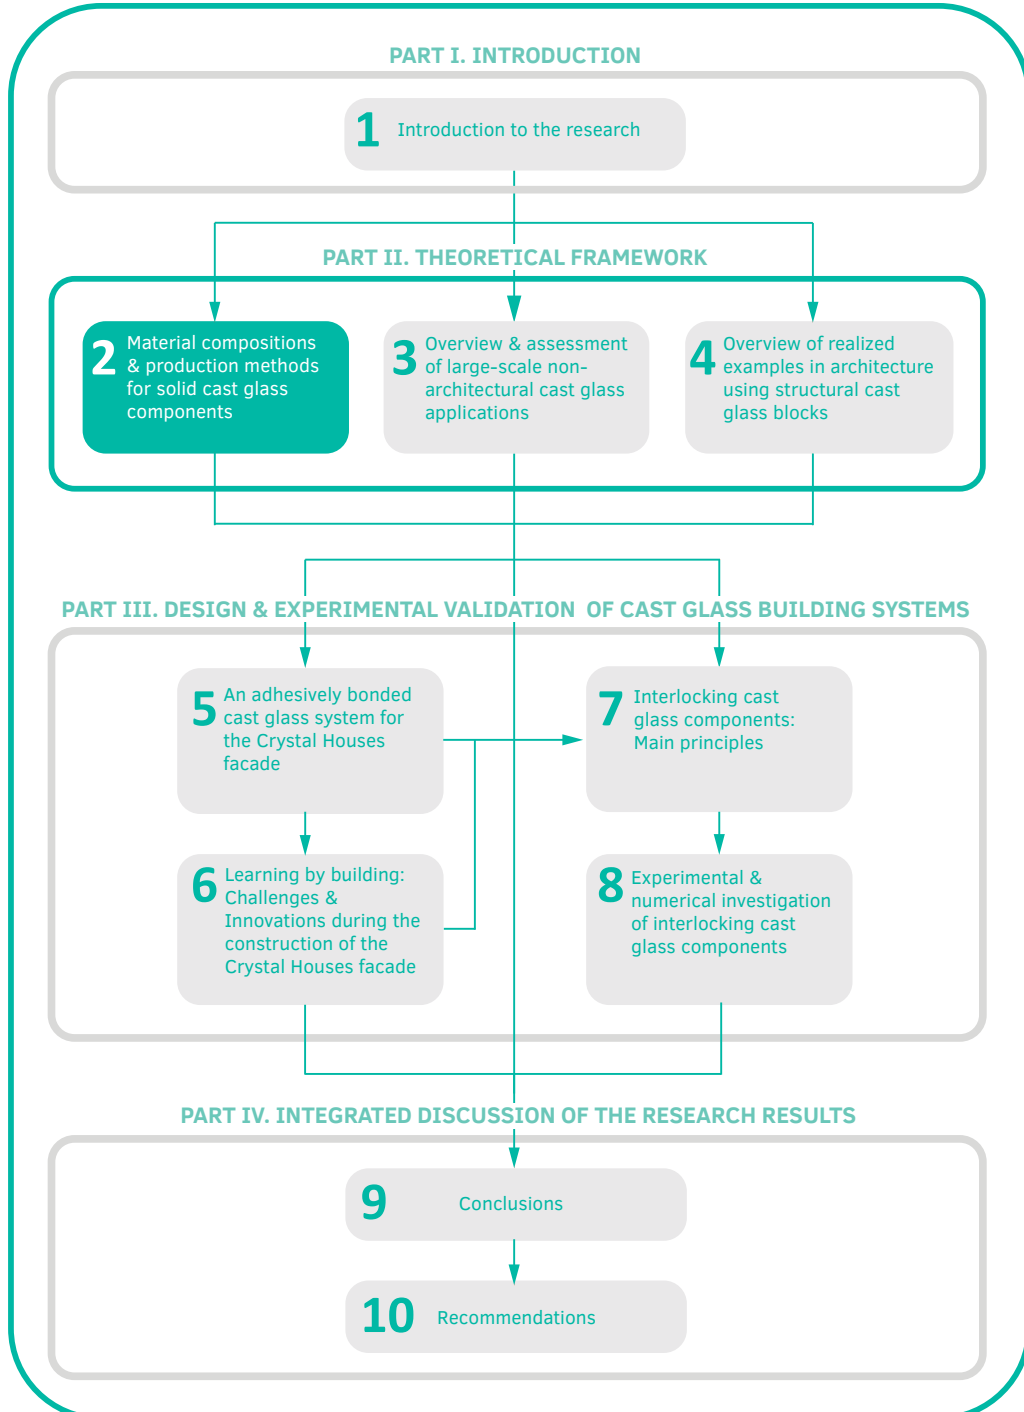 PART I. INTRODUCTION
1 Introduction to the research
PART II. THEORETICAL FRAMEWORK
2 Material compositions
& production methods
for solid cast glass
components
3 Overview & assessment
of large-scale non-
architectural cast glass
applications
4 Overview of realized
examples in architecture
using structural cast
glass blocks
PART III. DESIGN & EXPERIMENTAL VALIDATION OF CAST GLASS BUILDING SYSTEMS
5 An adhesively bonded
cast glass system for
the Crystal Houses
facade
7 Interlocking cast
glass components:
Main principles
6 Learning by building:
Challenges &
Innovations during the
construction of the
Crystal Houses facade
8 Experimental &
numerical investigation
of interlocking cast
glass components
PART IV. INTEGRATED DISCUSSION OF THE RESEARCH RESULTS
9 Conclusions
10 Recommendations